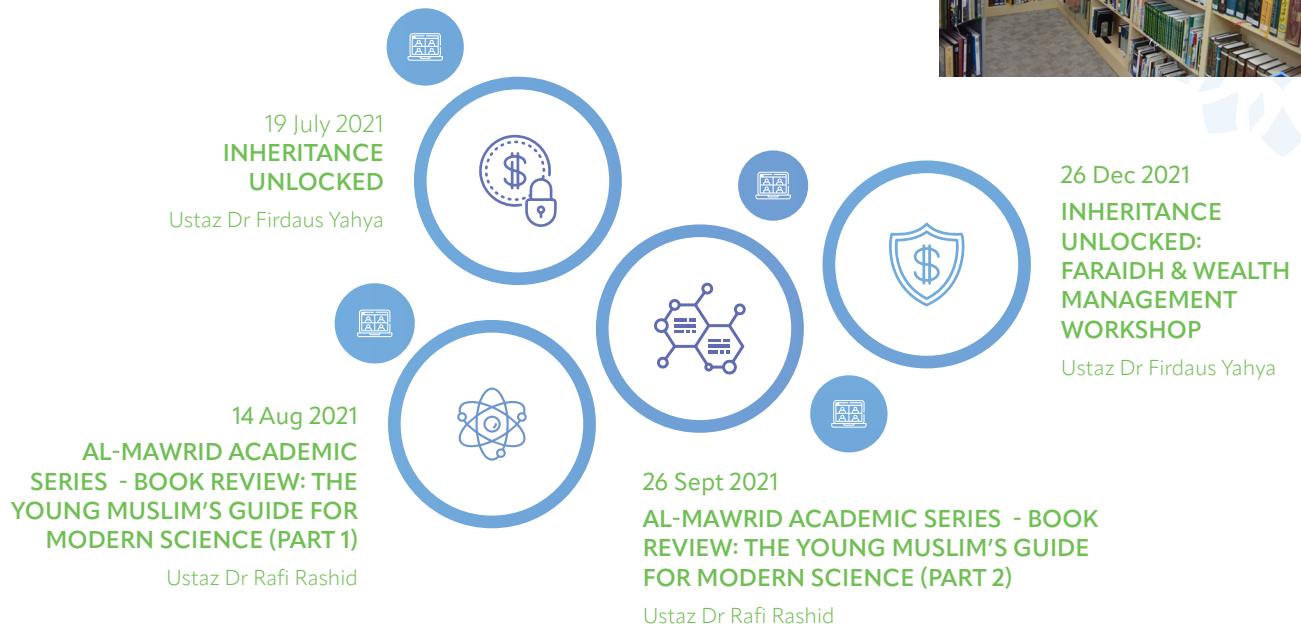 19 July 2021
INHERITANCE
UNLOCKED
Ustaz Dr Firdaus Yahya
14 Aug 2021
AL-MAWRID ACADEMIC
SERIES - BOOK REVIEW: THE
YOUNG MUSLIM'S GUIDE FOR
MODERN SCIENCE (PART 1)
Ustaz Dr Rafi Rashid
26 Sept 2021
AL-MAWRID ACADEMIC SERIES - BOOK
REVIEW: THE YOUNG MUSLIM'S GUIDE
FOR MODERN SCIENCE (PART 2)
Ustaz Dr Rafi Rashid
26 Dec 2021
INHERITANCE
UNLOCKED:
FARAIDH & WEALTH
MANAGEMENT
WORKSHOP
Ustaz Dr Firdaus Yahya